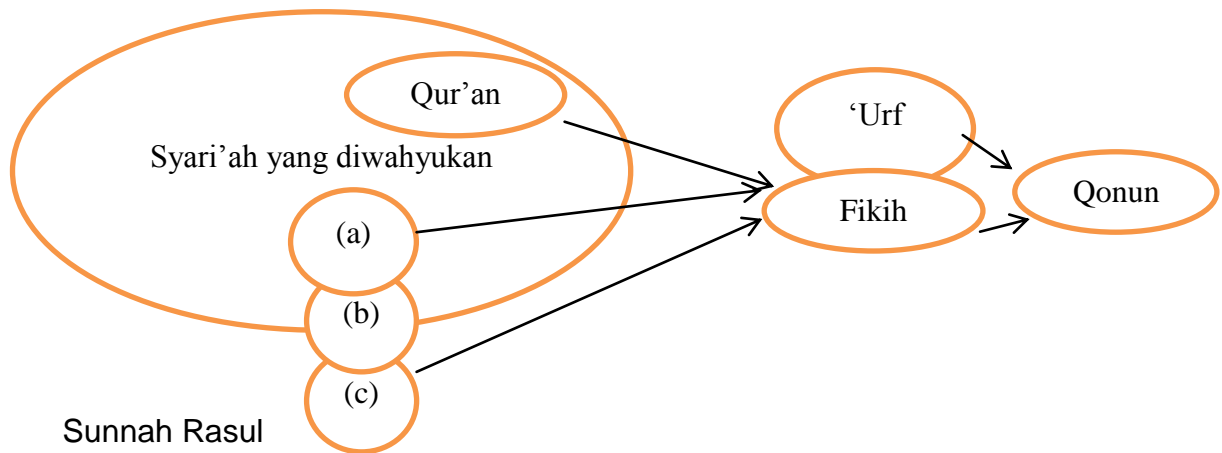 Qur’an
‘Urf
Syari’ah yang diwahyukan
Qonun
Fikih
(a)
(b)
(c)
Sunnah Rasul